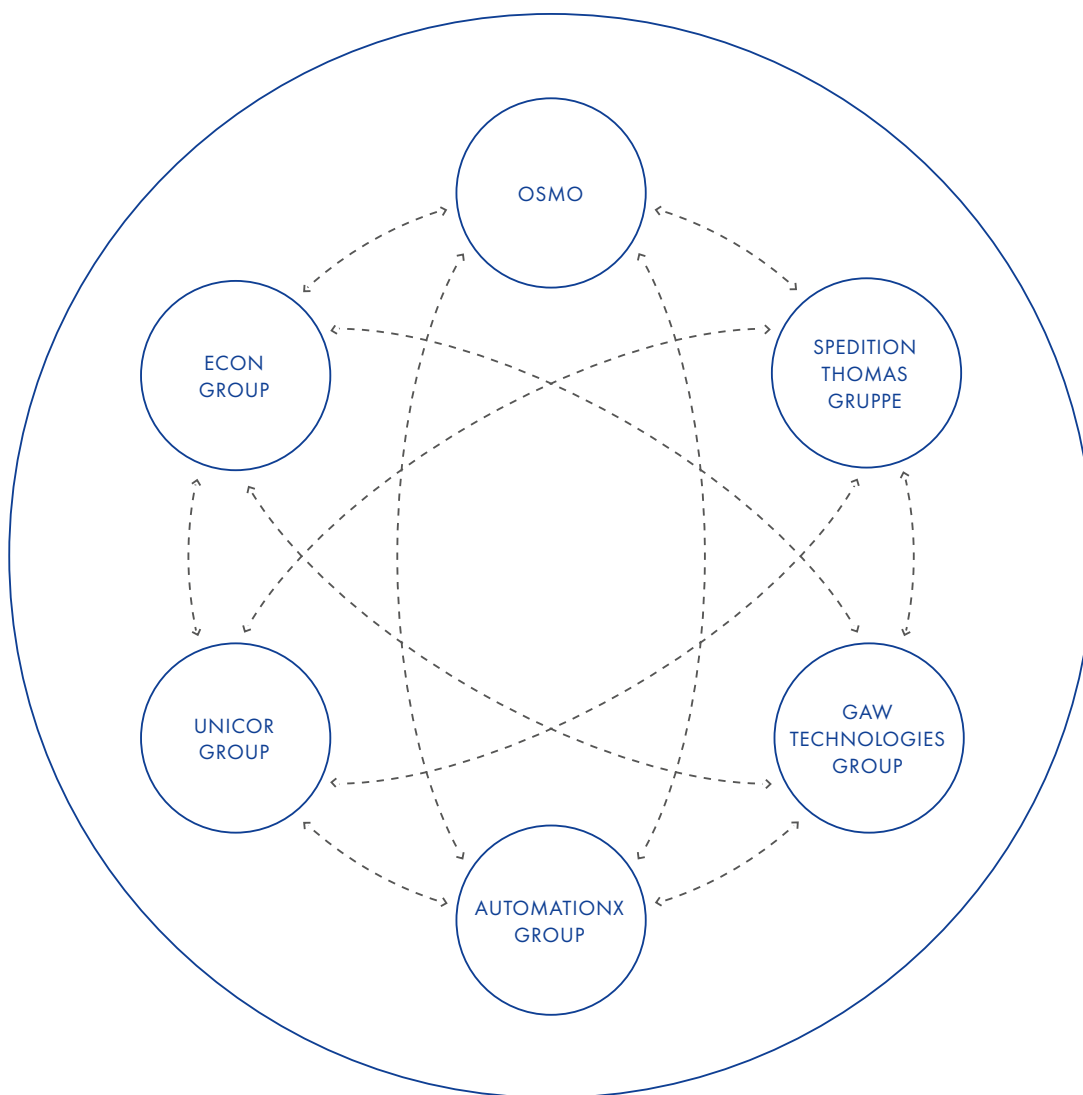 OSMO
ECON
GROUP
SPEDITION
THOMAS
GRUPPE
UNICOR
GROUP
GAW
TECHNOLOGIES
GROUP
AUTOMATIONX
GROUP